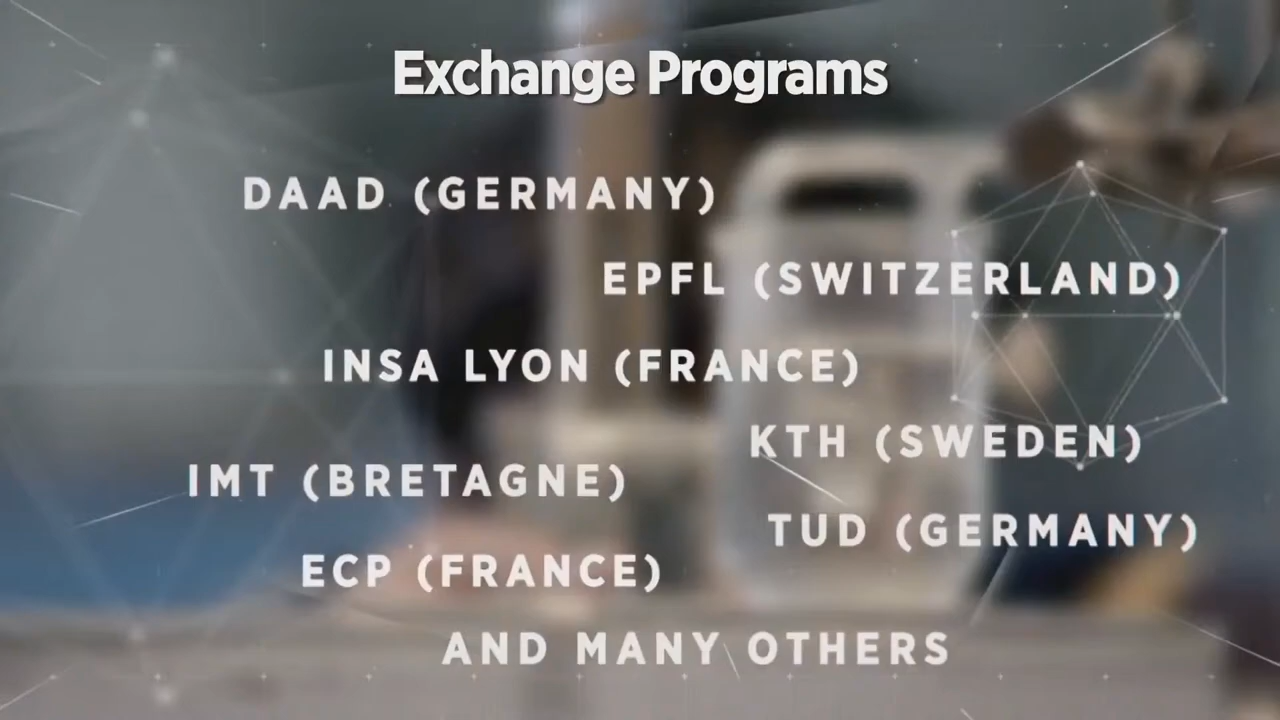 Exchange Programs
DAAD (GERMANY)
EPFL (SWITZERLAND)
INSA LYON (FRANCE)
KTH (SWEDEN)
IMT (BRETAGNE)
TUD (GERMANY)
ECP (FRANCE)
AND MANY OTHERS